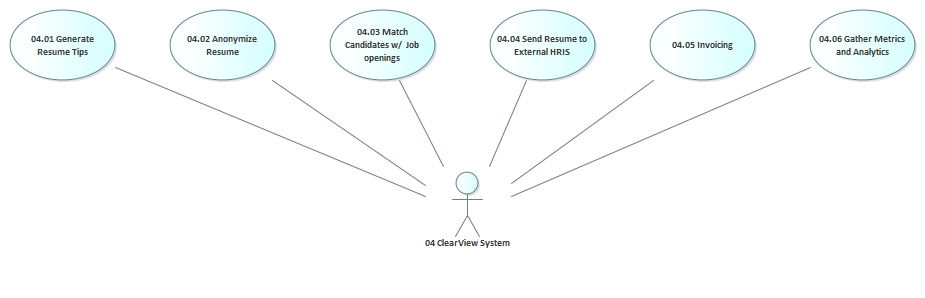 04.01 Generate
Resume Tips
04.02 Anonymize
Resume
04.03 Match
Candidates w/ Job
openings
04.04 Send Resume to
External HRIS
04.05 Invoicing
04.06 Gather Metrics
and Analytics
04 ClearView System